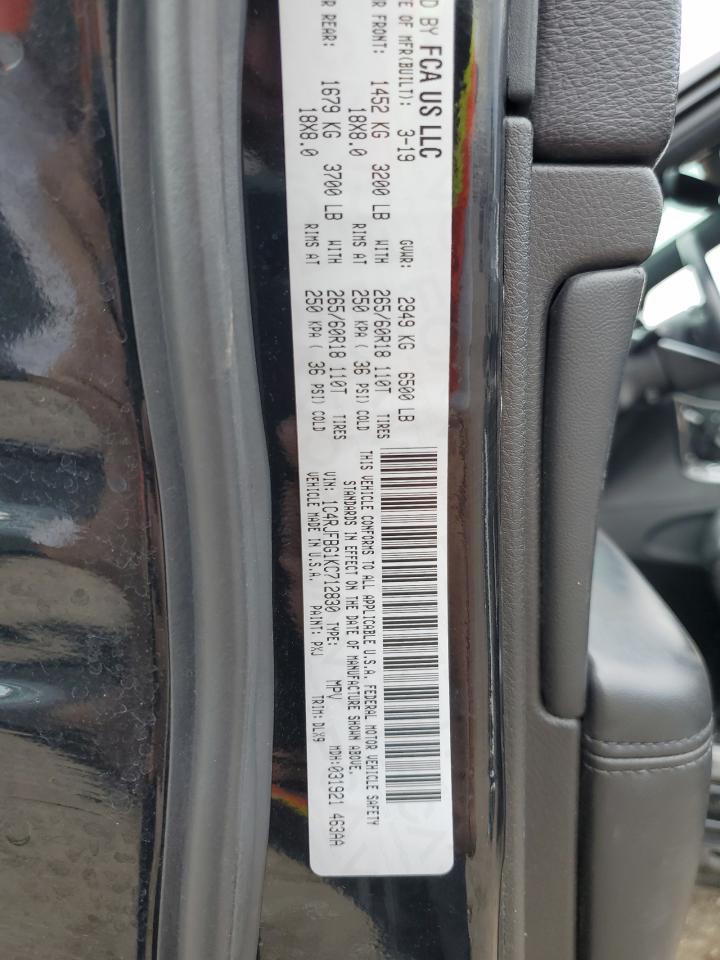 D BY FCA US LLC
TE OF MFR(BUILT): 3-19 GVWR: 2949 KG 6500 LB
R FRONT: 1452 KG 3200 LB WITH 265/60R18 110T TIRES
18X8.0 RIMS AT 250 KPA ( 36 PSI) COLD
R REAR: 1679 KG 3700 LB WITH 265/60R18 110T TIRES
18X8.0 RIMS AT 250 KPA ( 36 PSI) COLD
THIS VEHICLE CONFORMS TO ALL APPLICABLE U.S.A. FEDERAL MOTOR VEHICLE SAFETY
STANDARDS IN EFFECT ON THE DATE OF MANUFACTURE SHOWN ABOVE.
VIN: 1C4RJFBG1KC712830 TYPE: MPV MDH:031921 463AA
VEHICLE MADE IN U.S.A. PAINT: PXJ TRIM: DLX9